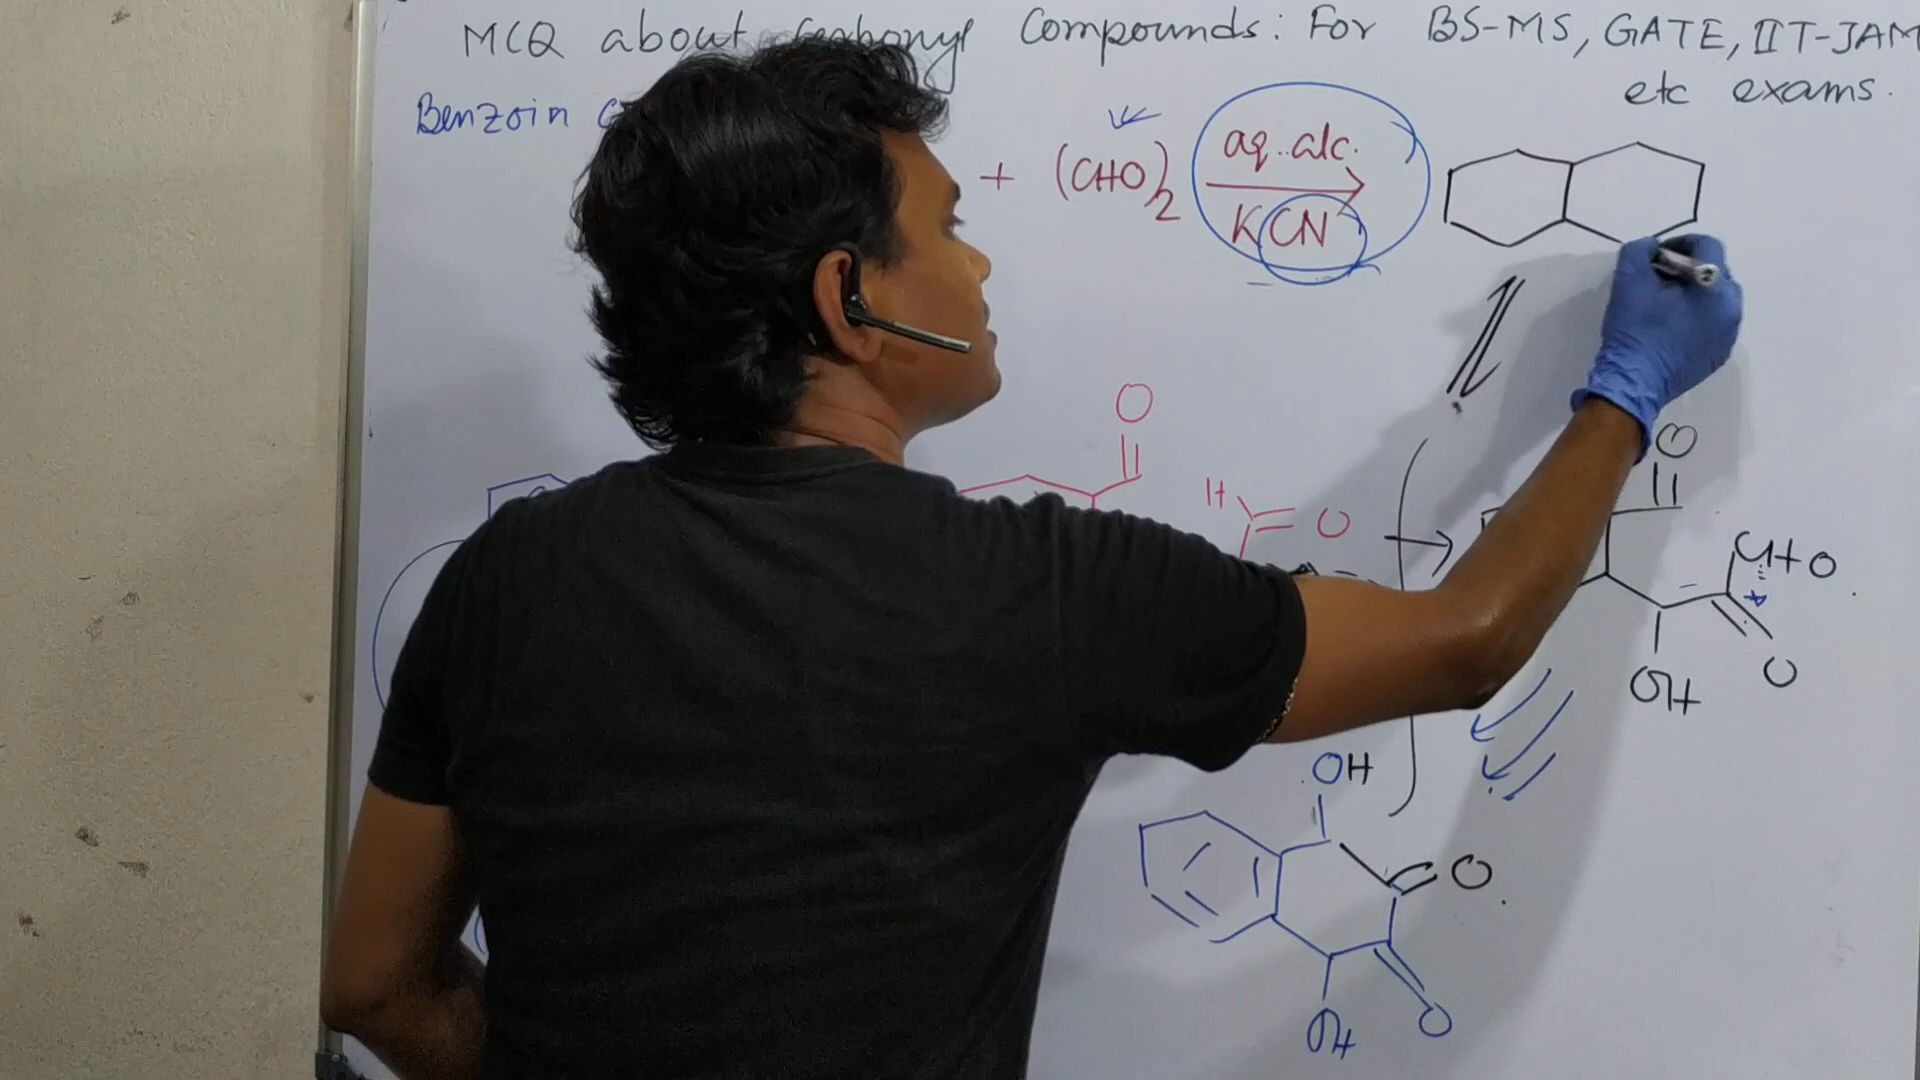 MCQ about Carbonyl Compounds: For BS-MS, GATE, IIT-JAM
etc exams.
Benzoin
+ (CHO)2 aq. alc.
KCN
O
O
H O
CHO
OH O
OH
O
OH O